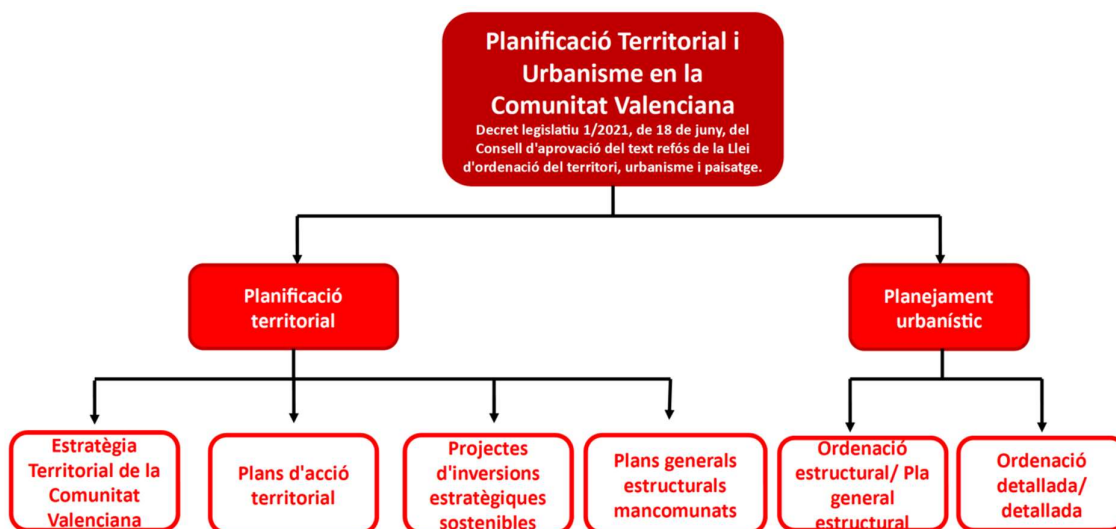 Planificació Territorial i
Urbanisme en la
Comunitat Valenciana
Decret legislatiu 1/2021, de 18 de juny, del
Consell d'aprovació del text refós de la Llei
d'ordenació del territori, urbanisme i paisatge.
Planificació
territorial
Planejament
urbanístic
Estratègia
Territorial de la
Comunitat
Valenciana
Plans d'acció
territorial
Projectes
d'inversions
estratègiques
sostenibles
Plans generals
estructurals
mancomunats
Ordenació
estructural/ Pla
general
estructural
Ordenació
detallada/
detallada